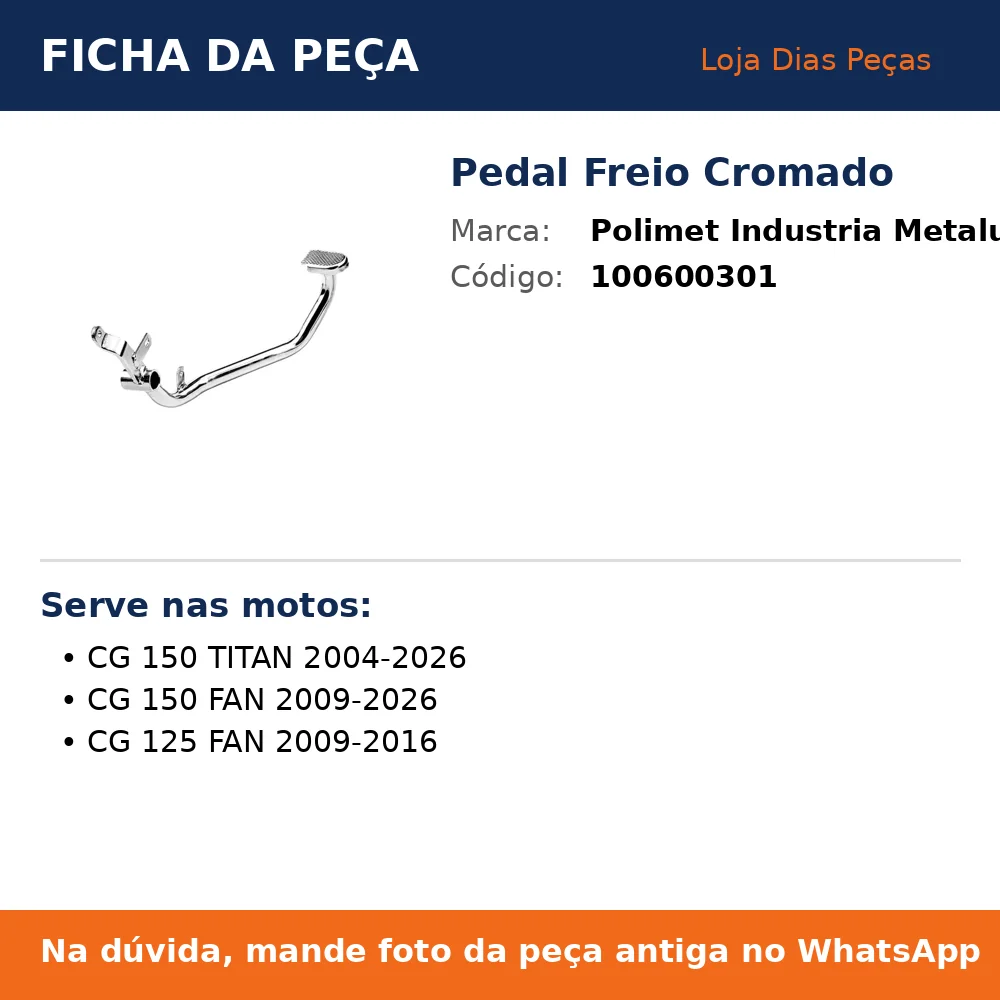 FICHA DA PEÇA
Loja Dias Peças
Pedal Freio Cromado
Marca: Polimet Industria Metalu
Código: 100600301
Serve nas motos:
• CG 150 TITAN 2004-2026
• CG 150 FAN 2009-2026
• CG 125 FAN 2009-2016
Na dúvida, mande foto da peça antiga no WhatsApp